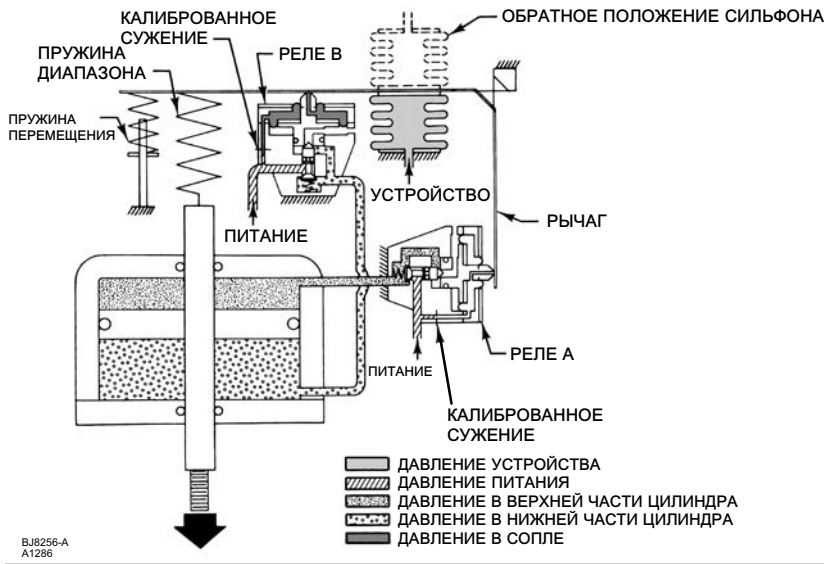 ОБРАТНОЕ ПОЛОЖЕНИЕ СИЛЬФОНА
КАЛИБРОВАННОЕ
СУЖЕНИЕ
РЕЛЕ B
ПРУЖИНА
ДИАПАЗОНА
ПРУЖИНА
ПЕРЕМЕЩЕНИЯ
УСТРОЙСТВО
РЫЧАГ
ПИТАНИЕ
РЕЛЕ A
ПИТАНИЕ
КАЛИБРОВАННОЕ
СУЖЕНИЕ
ДАВЛЕНИЕ УСТРОЙСТВА
ДАВЛЕНИЕ ПИТАНИЯ
ДАВЛЕНИЕ В ВЕРХНЕЙ ЧАСТИ ЦИЛИНДРА
ДАВЛЕНИЕ В НИЖНЕЙ ЧАСТИ ЦИЛИНДРА
ДАВЛЕНИЕ В СОПЛЕ
BJ8256-A
A1286